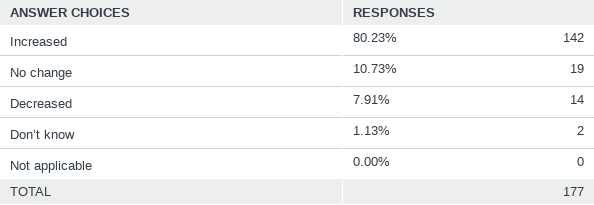 ANSWER CHOICES RESPONSES
Increased 80.23% 142
No change 10.73% 19
Decreased 7.91% 14
Don’t know 1.13% 2
Not applicable 0.00% 0
TOTAL 177